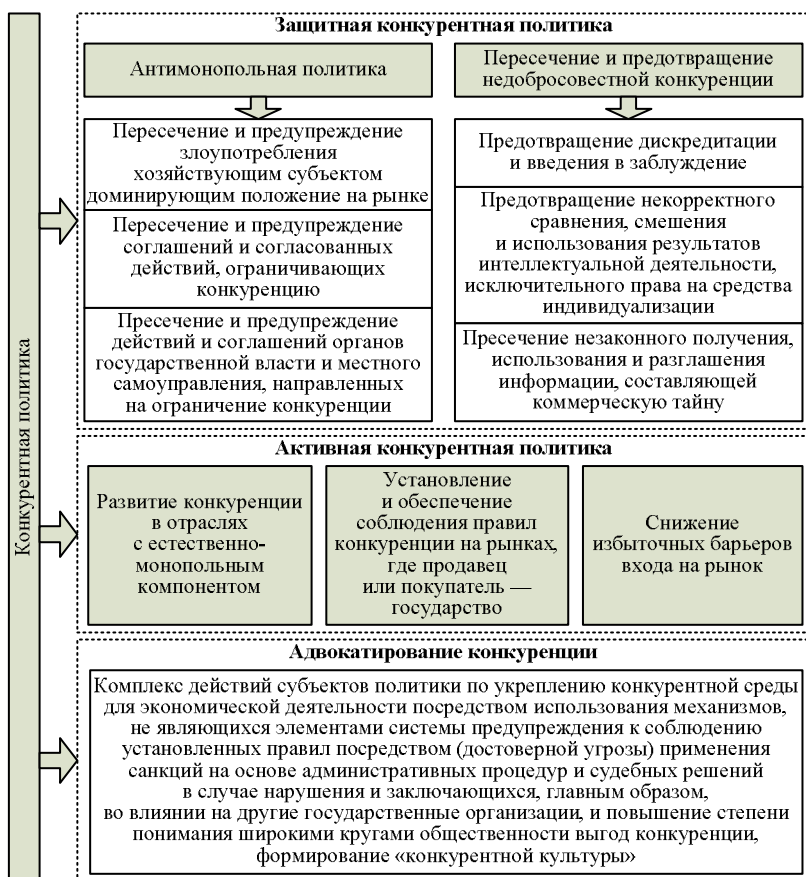 Конкурентная политика
Защитная конкурентная политика
Антимонопольная политика
Пересечение и предупреждение
злоупотребления
хозяйствующим субъектом
доминирующим положение на рынке
Пересечение и предупреждение
соглашений и согласованных
действий, ограничивающих
конкуренцию
Пресечение и предупреждение
действий и соглашений органов
государственной власти и местного
самоуправления, направленных
на ограничение конкуренции
Пересечение и предотвращение
недобросовестной конкуренции
Предотвращение дискредитации
и введения в заблуждение
Предотвращение некорректного
сравнения, смешения
и использования результатов
интеллектуальной деятельности,
исключительного права на средства
индивидуализации
Пресечение незаконного получения,
использования и разглашения
информации, составляющей
коммерческую тайну
Активная конкурентная политика
Развитие конкуренции
в отраслях
с естественно-
монопольным
компонентом
Установление
и обеспечение
соблюдения правил
конкуренции на рынках,
где продавец
или покупатель —
государство
Снижение
избыточных барьеров
входа на рынок
Адвокатирование конкуренции
Комплекс действий субъектов политики по укреплению конкурентной среды
для экономической деятельности посредством использования механизмов,
не являющихся элементами системы предупреждения к соблюдению
установленных правил посредством (достоверной угрозы) применения
санкций на основе административных процедур и судебных решений
в случае нарушения и заключающихся, главным образом,
во влиянии на другие государственные организации, и повышение степени
понимания широкими кругами общественности выгод конкуренции,
формирование «конкурентной культуры»